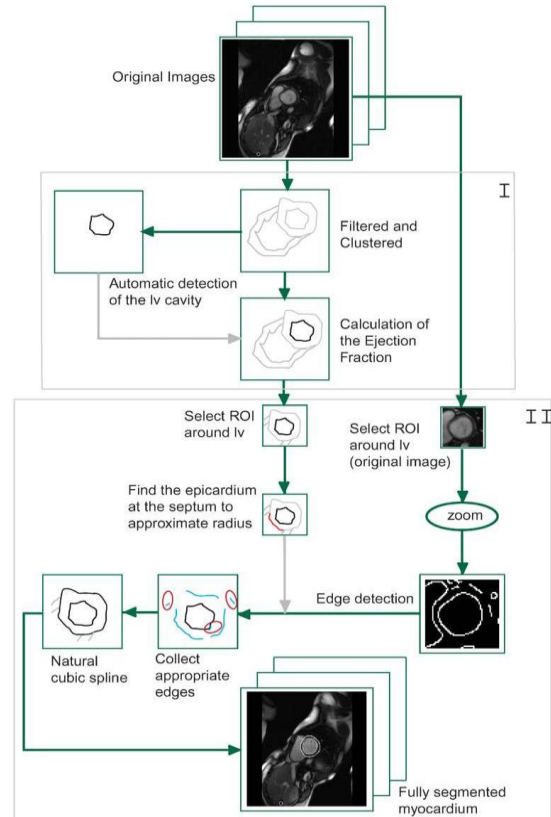 Original Images
I
Filtered and
Clustered
Automatic detection
of the lv cavity
Calculation of
the Ejection
Fraction
II
Select ROI
around lv
Select ROI
around lv
(original image)
Find the epicardium
at the septum to
approximate radius
zoom
Edge detection
Natural
cubic spline
Collect
appropriate
edges
Fully segmented
myocardium